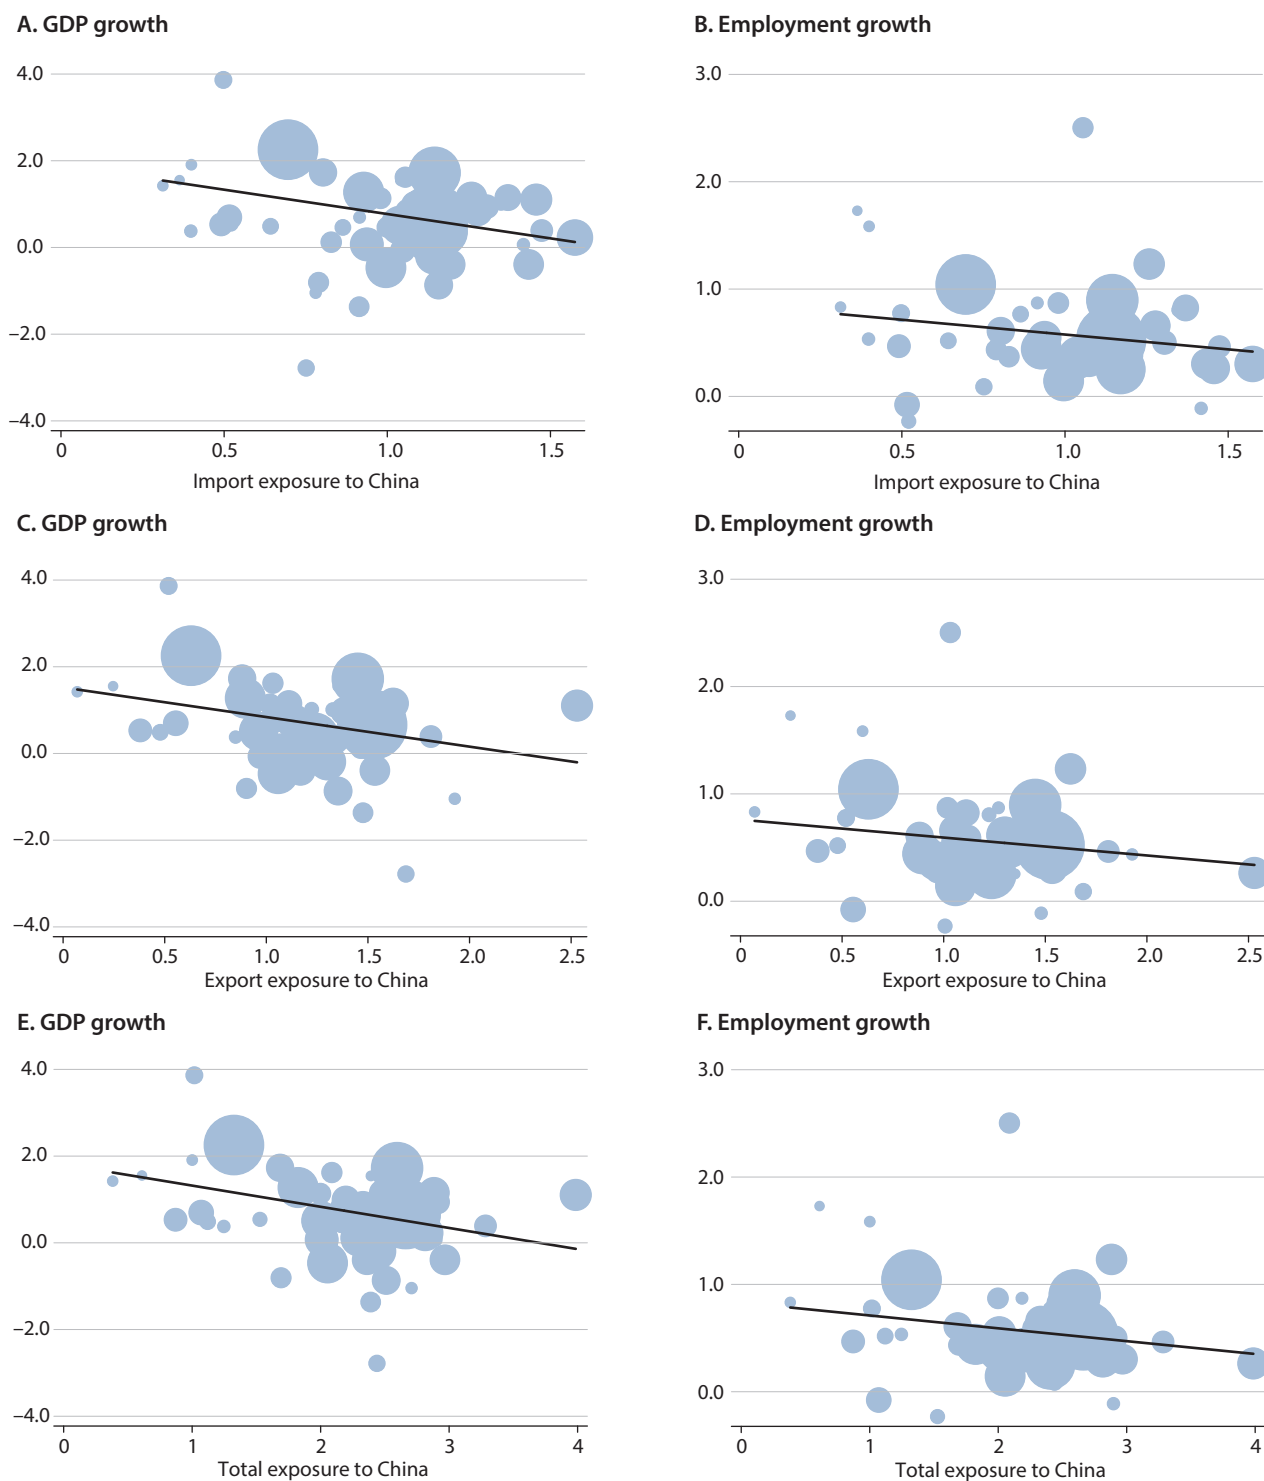 A. GDP growth
4.0
2.0
0.0
–2.0
–4.0
0 0.5 1.0 1.5
Import exposure to China
B. Employment growth
3.0
2.0
1.0
0.0
0 0.5 1.0 1.5
Import exposure to China
C. GDP growth
4.0
2.0
0.0
–2.0
–4.0
0 0.5 1.0 1.5 2.0 2.5
Export exposure to China
D. Employment growth
3.0
2.0
1.0
0.0
0 0.5 1.0 1.5 2.0 2.5
Export exposure to China
E. GDP growth
4.0
2.0
0.0
–2.0
–4.0
0 1 2 3 4
Total exposure to China
F. Employment growth
3.0
2.0
1.0
0.0
0 1 2 3 4
Total exposure to China